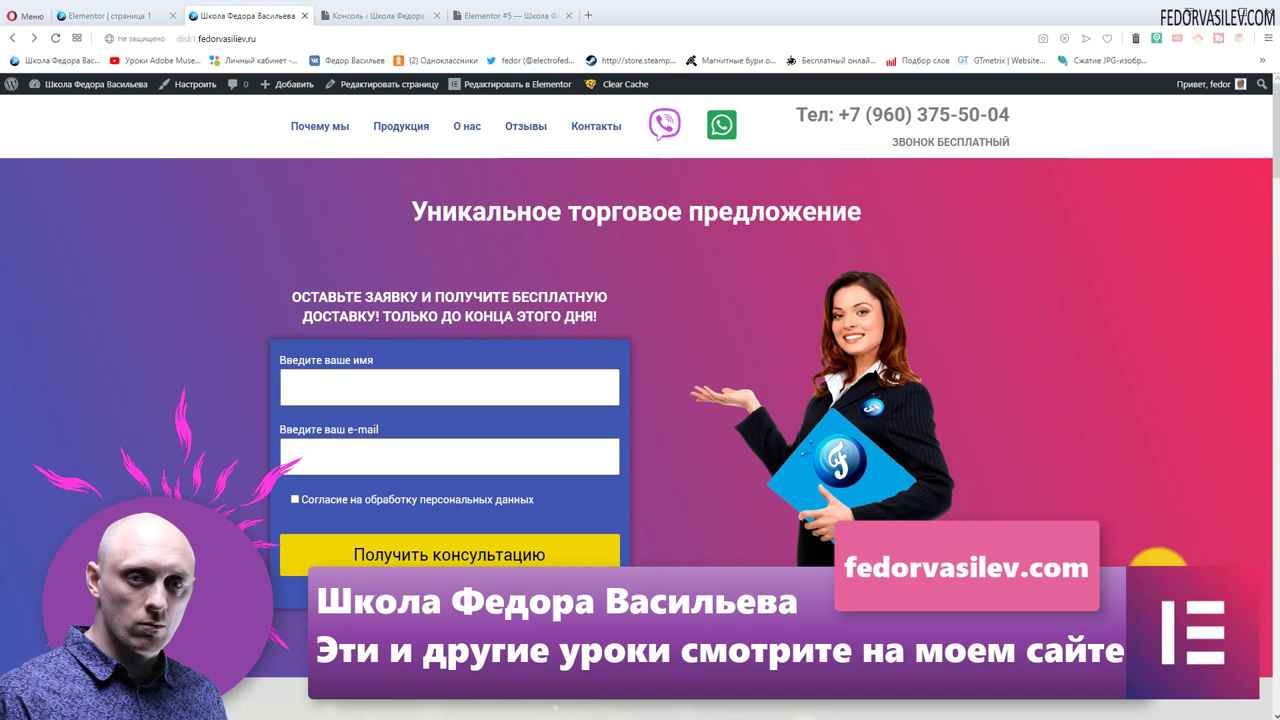 Меню
Elementor | страница 1
Школа Федора Васильева
Консоль ‹ Школа Федора
Elementor #5 — Школа Ф
FEDORVASILEV.COM
Не защищено
disk1.fedorvasiliev.ru
Школа Федора Вас...
Уроки Adobe Muse...
Личный кабинет -...
Федор Васильев
(2) Одноклассники
fedor (@electrofed...
http://store.steamp...
Магнитные бури о...
Бесплатный онлай...
Подбор слов
GTmetrix | Website...
Сжатие JPG-изобр...
Школа Федора Васильева
Настроить
0
Добавить
Редактировать страницу
Редактировать в Elementor
Clear Cache
Привет, fedor
Почему мы
Продукция
О нас
Отзывы
Контакты
Тел: +7 (960) 375-50-04
ЗВОНОК БЕСПЛАТНЫЙ
Уникальное торговое предложение
ОСТАВЬТЕ ЗАЯВКУ И ПОЛУЧИТЕ БЕСПЛАТНУЮ
ДОСТАВКУ! ТОЛЬКО ДО КОНЦА ЭТОГО ДНЯ!
Введите ваше имя
Введите ваш e-mail
Согласие на обработку персональных данных
Получить консультацию
fedorvasilev.com
Школа Федора Васильева
Эти и другие уроки смотрите на моем сайте